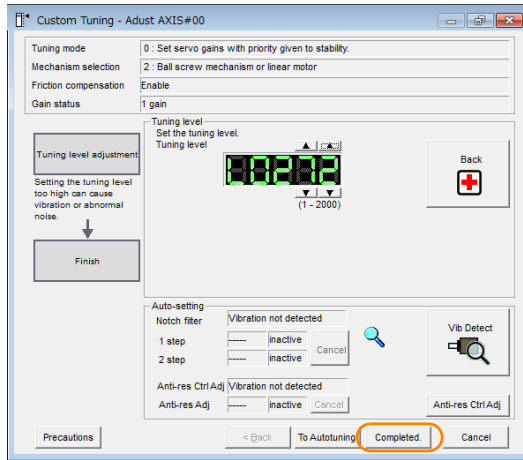 Custom Tuning - Adust AXIS#00
Tuning mode
0 : Set servo gains with priority given to stability.
Mechanism selection
2 : Ball screw mechanism or linear motor
Friction compensation
Enable
Gain status
1 gain
Tuning level adjustment
Setting the tuning level
too high can cause
vibration or abnormal
noise.
Finish
Tuning level
Set the tuning level.
Tuning level
L0272
(1 - 2000)
Back
Auto-setting
Notch filter
Vibration not detected
1 step
-----
inactive
2 step
-----
inactive
Cancel
Vib Detect
Anti-res Ctrl Adj
Vibration not detected
Anti-res Adj
-----
inactive
Cancel
Anti-res Ctrl Adj
Precautions
< Back
To Autotuning
Completed.
Cancel